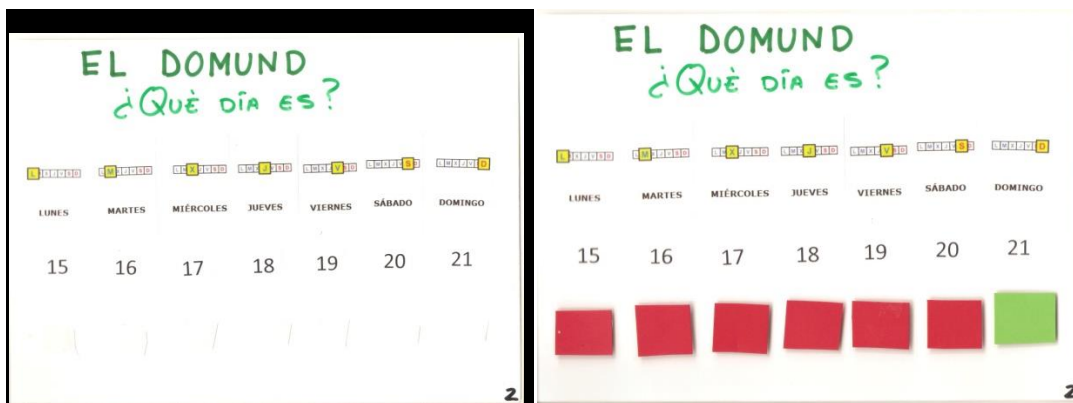 EL DOMUND
¿QUÈ DÍA ES?
L M X J V S D
LUNES MARTES MIÉRCOLES JUEVES VIERNES SÁBADO DOMINGO
15 16 17 18 19 20 21
2
EL DOMUND
¿QUÈ DÍA ES?
L M X J V S D
LUNES MARTES MIÉRCOLES JUEVES VIERNES SÁBADO DOMINGO
15 16 17 18 19 20 21
2